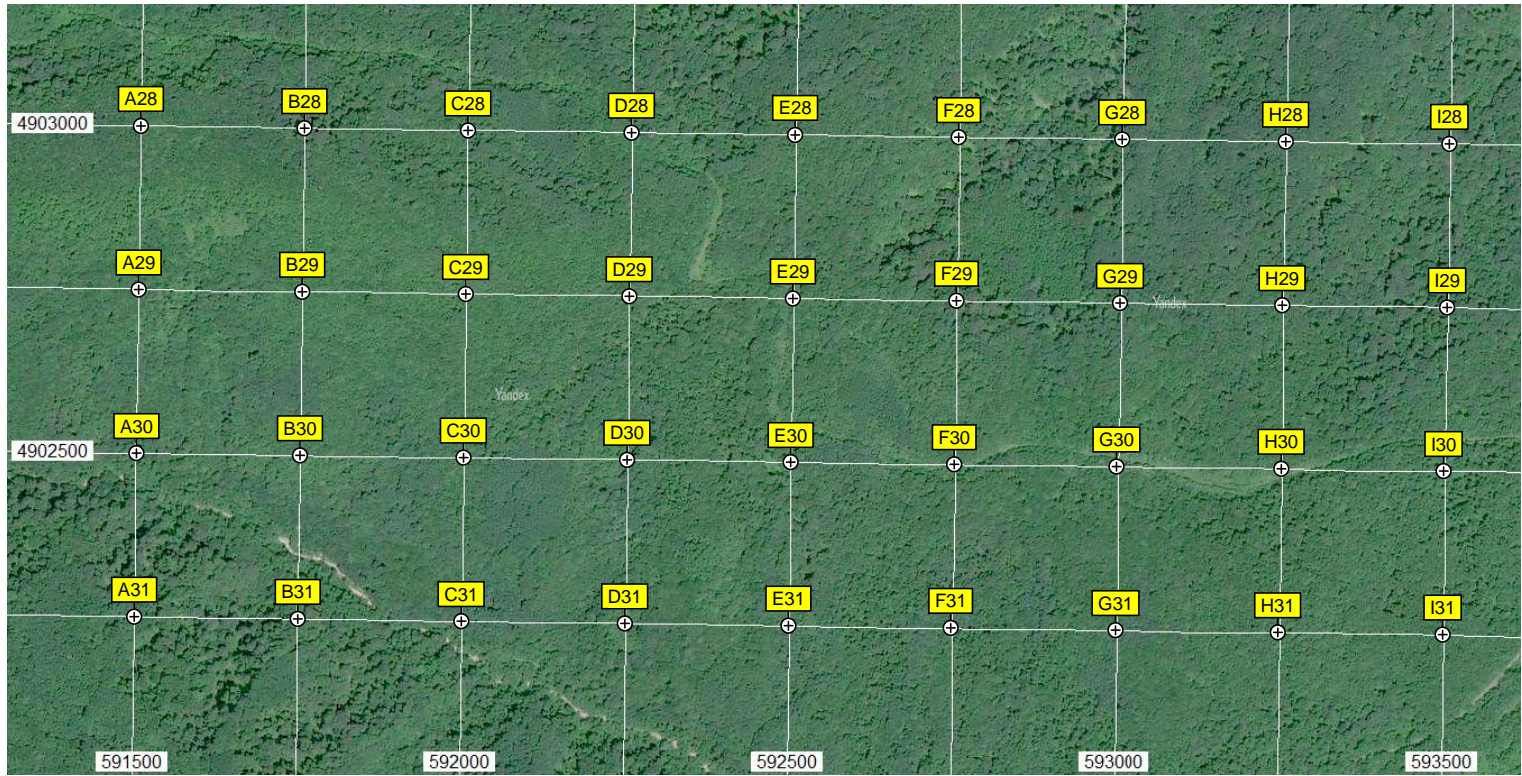 A28 B28 C28 D28 E28 F28 G28 H28 I28
4903000
A29 B29 C29 D29 E29 F29 G29 H29 I29
Yandex
Yandex
A30 B30 C30 D30 E30 F30 G30 H30 I30
4902500
A31 B31 C31 D31 E31 F31 G31 H31 I31
591500 592000 592500 593000 593500